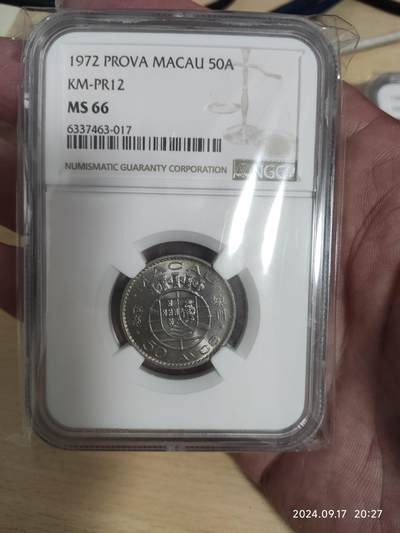 1972 PROVA MACAU 50A
KM-PR12
MS 66
6337463-017
NUMISMATIC GUARANTY CORPORATION
NGC
MACAU
50
2024.09.17 20:27